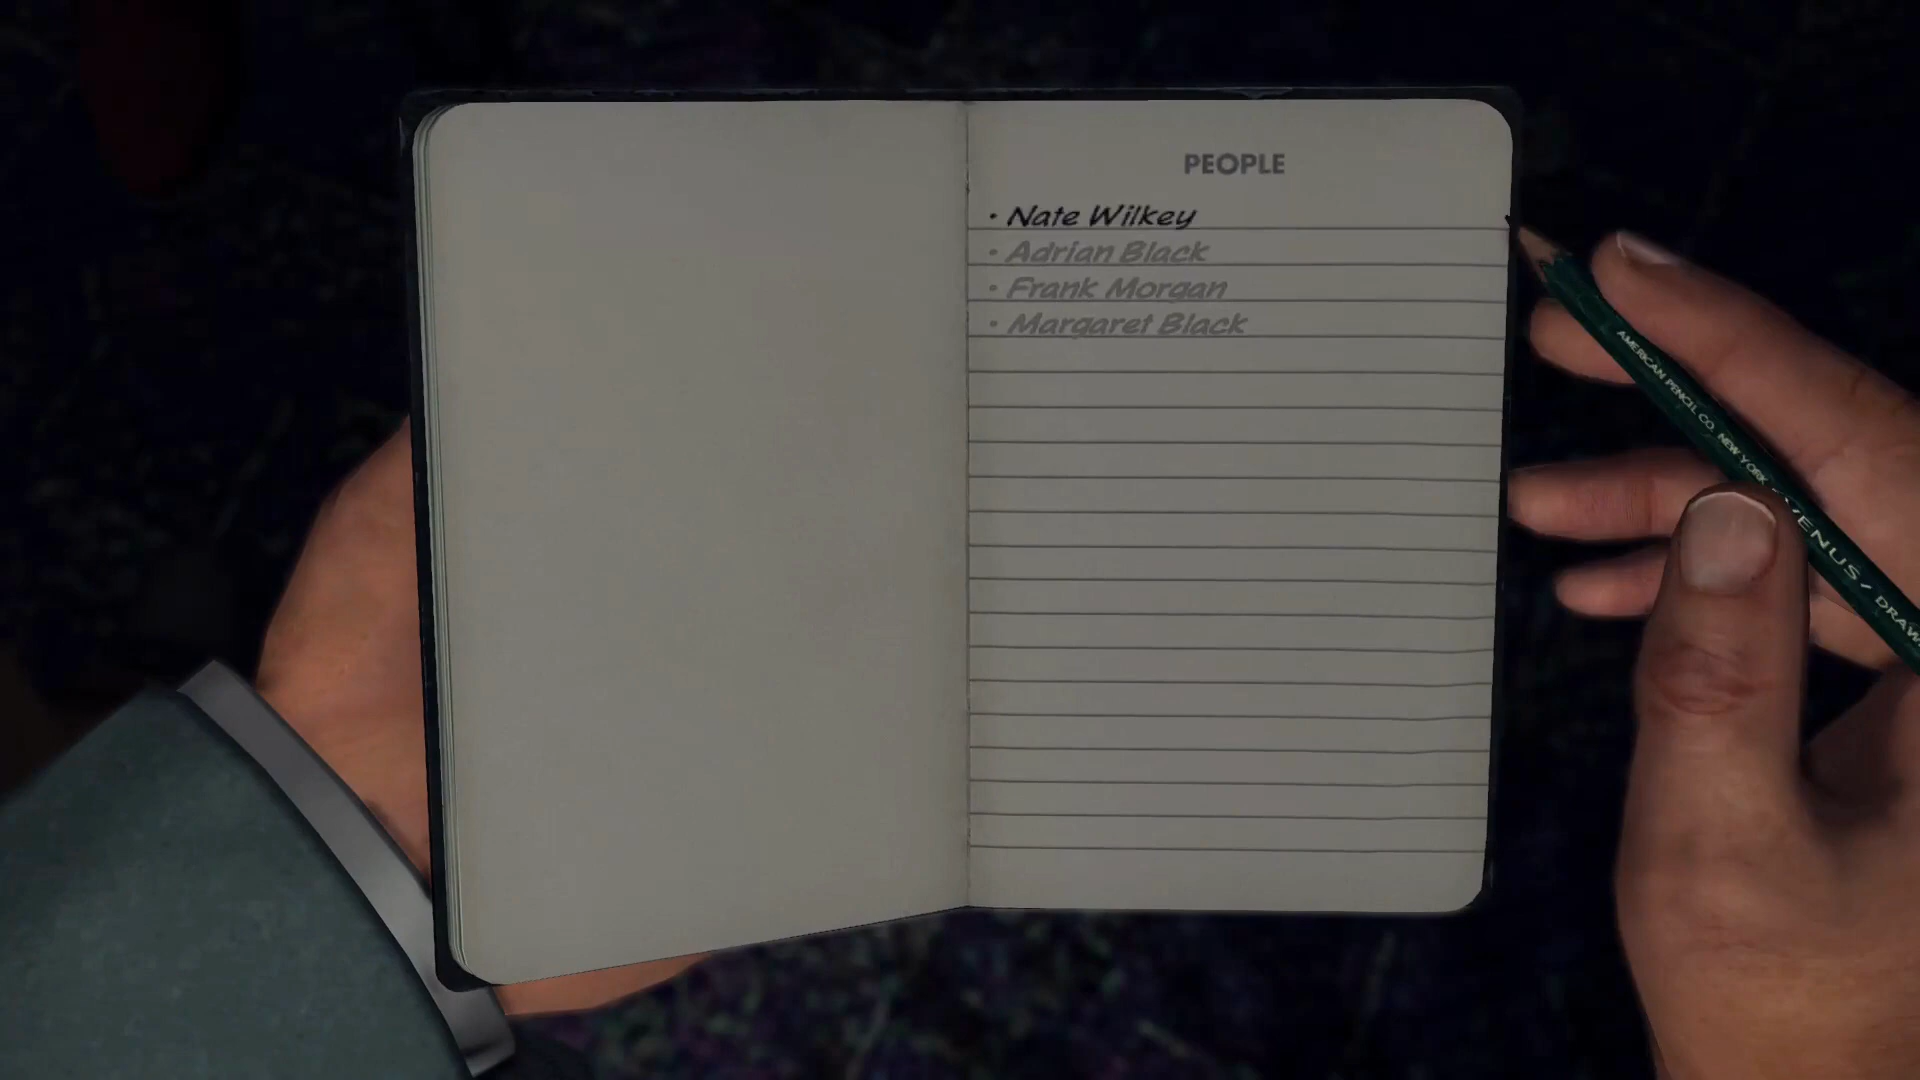 PEOPLE
• Nate Wilkey
• Adrian Black
• Frank Morgan
• Margaret Black
AMERICAN PENCIL CO. NEW YORK
VENUS / DRAW